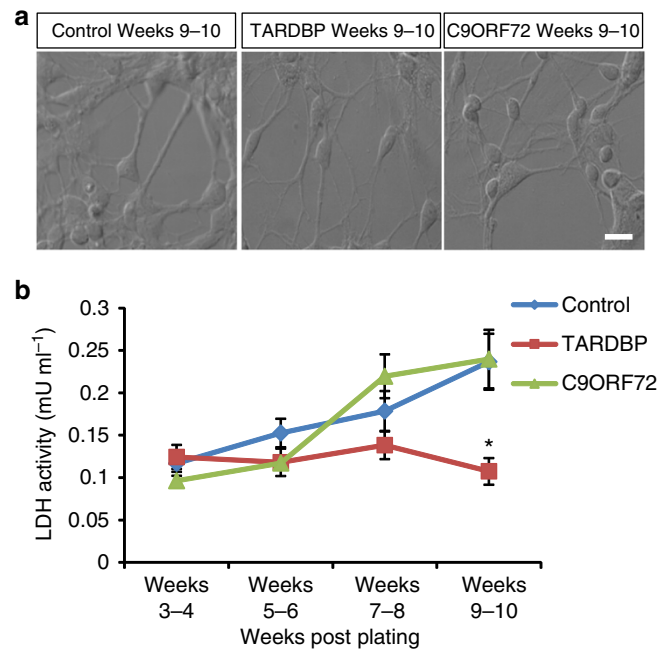 a
Control Weeks 9–10
TARDBP Weeks 9–10
C9ORF72 Weeks 9–10
b
LDH activity (mU ml⁻¹)
0.3
0.25
0.2
0.15
0.1
0.05
0
Control
TARDBP
C9ORF72
*
Weeks 3–4
Weeks 5–6
Weeks 7–8
Weeks 9–10
Weeks post plating